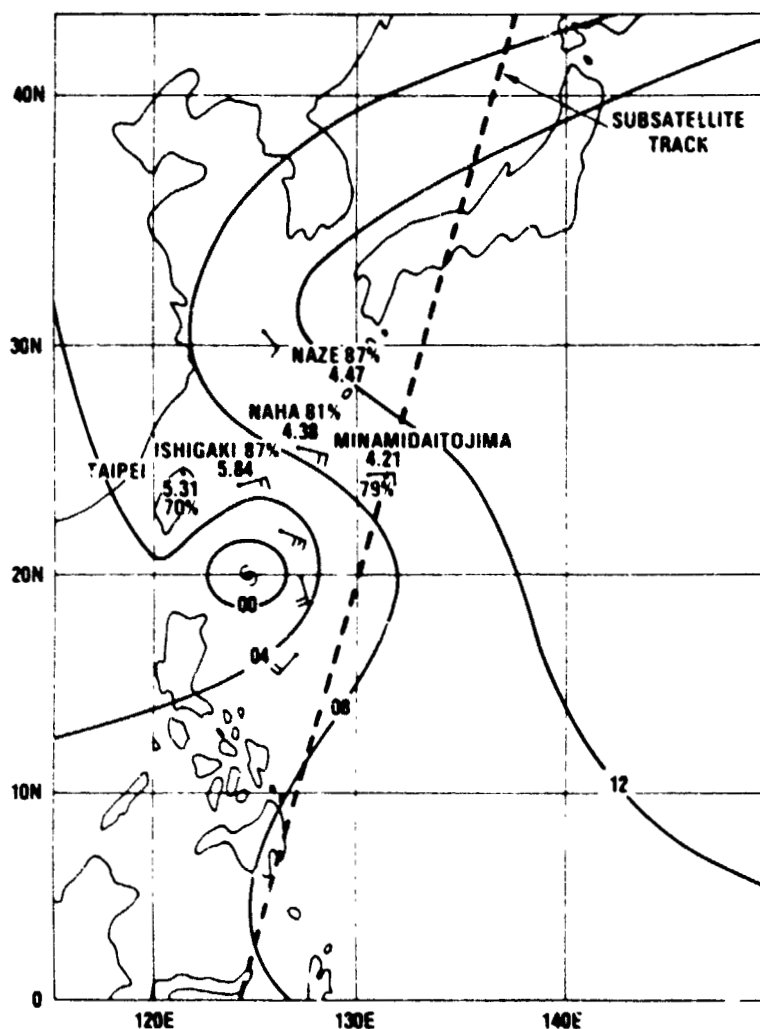 40N
SUBSATELLITE
TRACK
30N
NAZE 87%
4.47
NAHA 81%
4.38
MINAMIDAITOJIMA
4.21
79%
ISHIGAKI 87%
5.84
TAIPEI
5.31
70%
20N
00
04
08
10N
12
0
120E
130E
140E